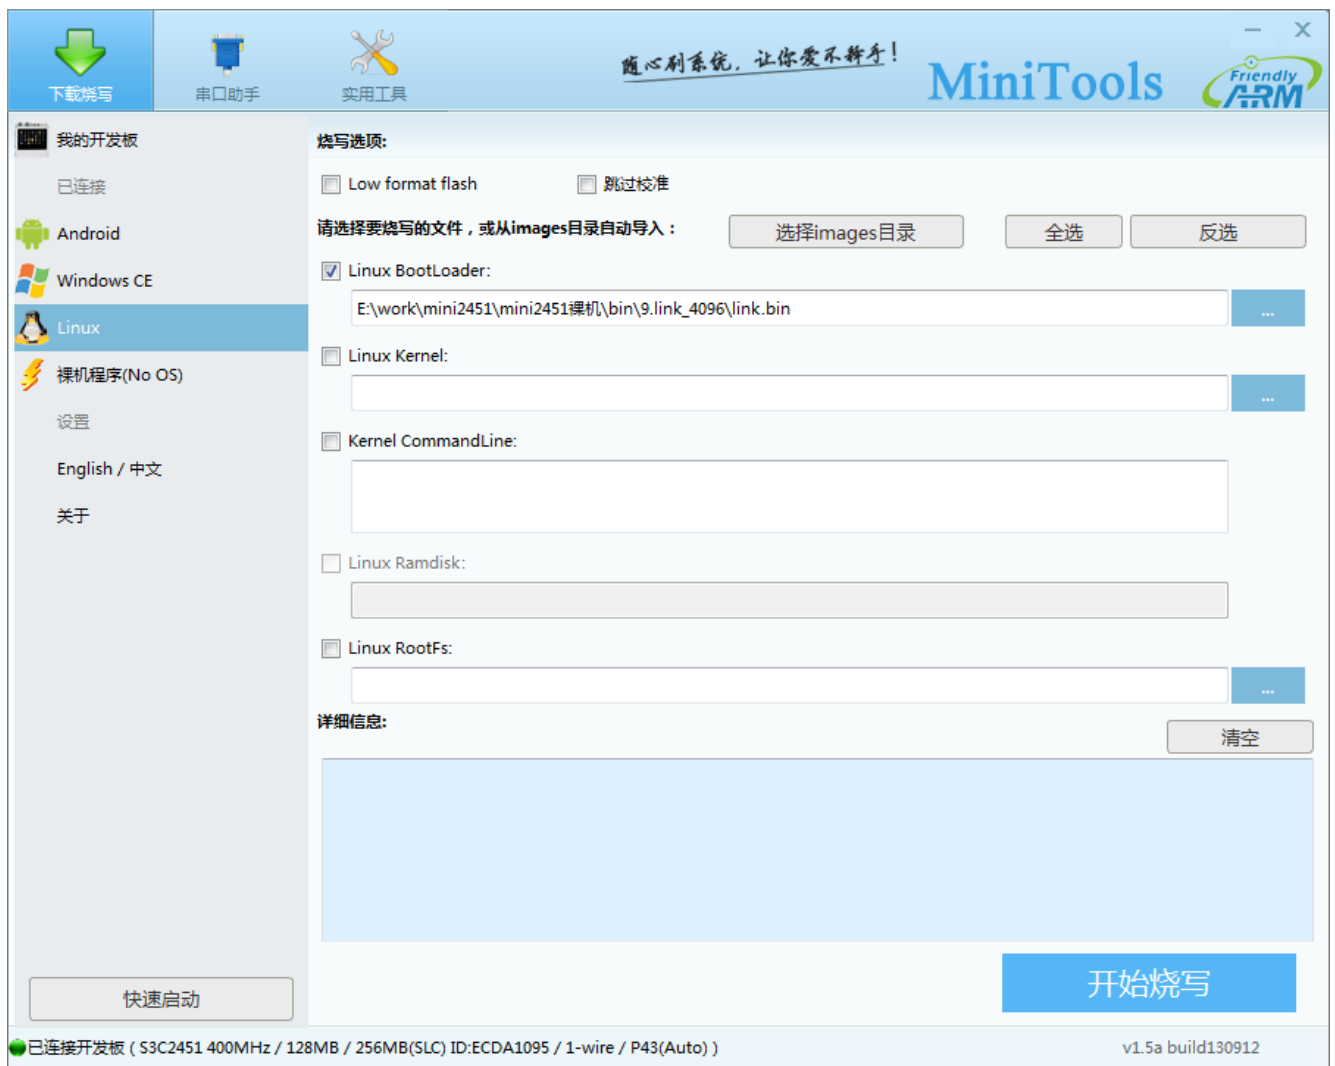 随心刷系统, 让你爱不释手!
MiniTools
Friendly ARM
下载烧写
串口助手
实用工具
我的开发板
已连接
Android
Windows CE
Linux
裸机程序(No OS)
设置
English / 中文
关于
快速启动
烧写选项:
Low format flash
跳过校准
请选择要烧写的文件，或从images目录自动导入：
选择images目录
全选
反选
Linux BootLoader:
E:\work\mini2451\mini2451裸机\bin\9.link_4096\link.bin
...
Linux Kernel:
...
Kernel CommandLine:
Linux Ramdisk:
Linux RootFs:
...
详细信息:
清空
开始烧写
已连接开发板 ( S3C2451 400MHz / 128MB / 256MB(SLC) ID:ECDA1095 / 1-wire / P43(Auto) )
v1.5a build130912